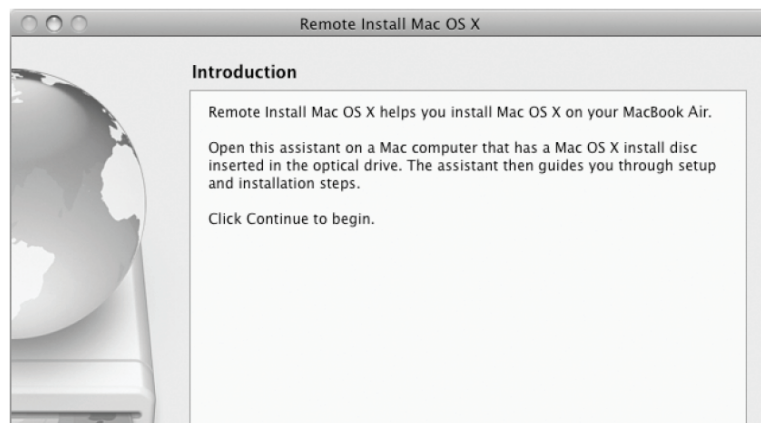 Remote Install Mac OS X
Introduction
Remote Install Mac OS X helps you install Mac OS X on your MacBook Air.
Open this assistant on a Mac computer that has a Mac OS X install disc
inserted in the optical drive. The assistant then guides you through setup
and installation steps.
Click Continue to begin.